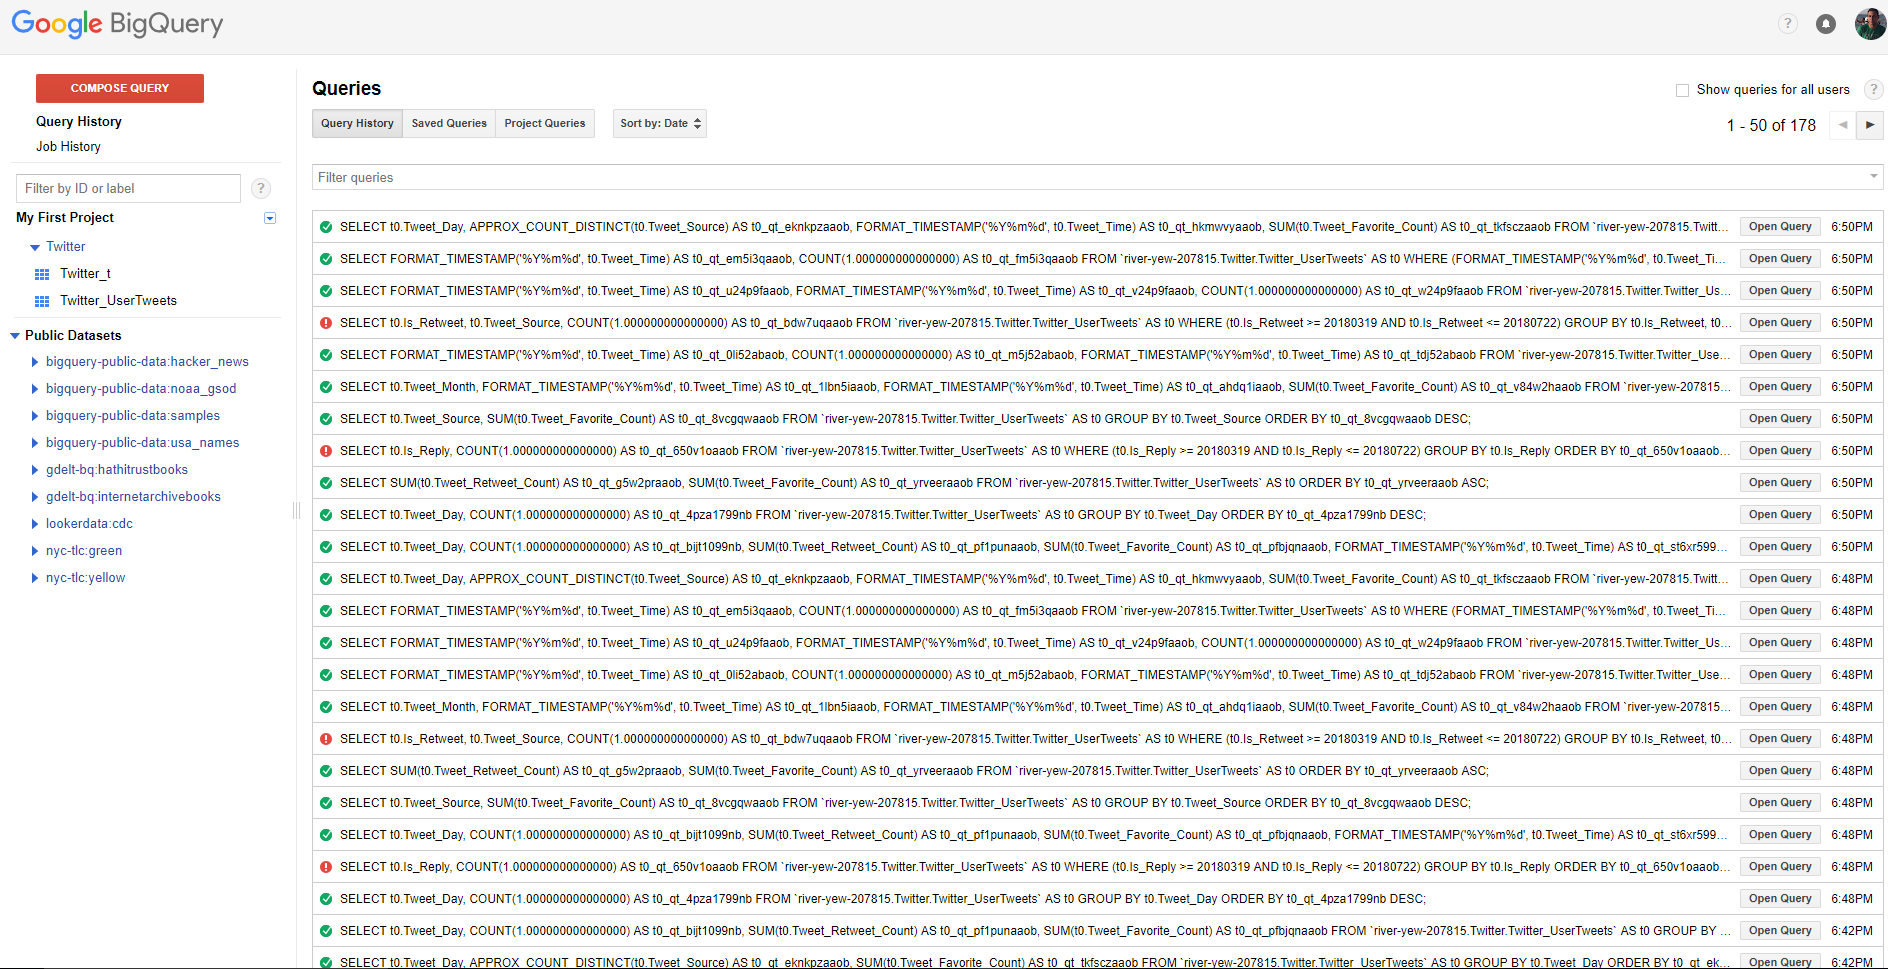 Google BigQuery
?
COMPOSE QUERY
Query History
Job History
Filter by ID or label
?
My First Project
Twitter
Twitter_t
Twitter_UserTweets
Public Datasets
bigquery-public-data:hacker_news
bigquery-public-data:noaa_gsod
bigquery-public-data:samples
bigquery-public-data:usa_names
gdelt-bq:hathitrustbooks
gdelt-bq:internetarchivebooks
lookerdata:cdc
nyc-tlc:green
nyc-tlc:yellow
Queries
Show queries for all users ?
Query History Saved Queries Project Queries Sort by: Date
1 - 50 of 178
Filter queries
SELECT t0.Tweet_Day, APPROX_COUNT_DISTINCT(t0.Tweet_Source) AS t0_qt_eknkpzaaob, FORMAT_TIMESTAMP('%Y%m%d', t0.Tweet_Time) AS t0_qt_hkmwvyaaob, SUM(t0.Tweet_Favorite_Count) AS t0_qt_tkfsczaaob FROM `river-yew-207815.Twitter.Twitt... Open Query 6:50PM
SELECT FORMAT_TIMESTAMP('%Y%m%d', t0.Tweet_Time) AS t0_qt_em5i3qaaob, COUNT(1.000000000000000) AS t0_qt_fm5i3qaaob FROM `river-yew-207815.Twitter.Twitter_UserTweets` AS t0 WHERE (FORMAT_TIMESTAMP('%Y%m%d', t0.Tweet_Ti... Open Query 6:50PM
SELECT FORMAT_TIMESTAMP('%Y%m%d', t0.Tweet_Time) AS t0_qt_u24p9faaob, FORMAT_TIMESTAMP('%Y%m%d', t0.Tweet_Time) AS t0_qt_v24p9faaob, COUNT(1.000000000000000) AS t0_qt_w24p9faaob FROM `river-yew-207815.Twitter.Twitter_Us... Open Query 6:50PM
SELECT t0.Is_Retweet, t0.Tweet_Source, COUNT(1.000000000000000) AS t0_qt_bdw7uqaaob FROM `river-yew-207815.Twitter.Twitter_UserTweets` AS t0 WHERE (t0.Is_Retweet >= 20180319 AND t0.Is_Retweet <= 20180722) GROUP BY t0.Is_Retweet, t0... Open Query 6:50PM
SELECT FORMAT_TIMESTAMP('%Y%m%d', t0.Tweet_Time) AS t0_qt_0li52abaob, COUNT(1.000000000000000) AS t0_qt_m5j52abaob, FORMAT_TIMESTAMP('%Y%m%d', t0.Tweet_Time) AS t0_qt_tdj52abaob FROM `river-yew-207815.Twitter.Twitter_Use... Open Query 6:50PM
SELECT t0.Tweet_Month, FORMAT_TIMESTAMP('%Y%m%d', t0.Tweet_Time) AS t0_qt_1lbn5iaaob, FORMAT_TIMESTAMP('%Y%m%d', t0.Tweet_Time) AS t0_qt_ahdq1iaaob, SUM(t0.Tweet_Favorite_Count) AS t0_qt_v84w2haaob FROM `river-yew-207815... Open Query 6:50PM
SELECT t0.Tweet_Source, SUM(t0.Tweet_Favorite_Count) AS t0_qt_8vcgqwaaob FROM `river-yew-207815.Twitter.Twitter_UserTweets` AS t0 GROUP BY t0.Tweet_Source ORDER BY t0_qt_8vcgqwaaob DESC; Open Query 6:50PM
SELECT t0.Is_Reply, COUNT(1.000000000000000) AS t0_qt_650v1oaaob FROM `river-yew-207815.Twitter.Twitter_UserTweets` AS t0 WHERE (t0.Is_Reply >= 20180319 AND t0.Is_Reply <= 20180722) GROUP BY t0.Is_Reply ORDER BY t0_qt_650v1oaaob... Open Query 6:50PM
SELECT SUM(t0.Tweet_Retweet_Count) AS t0_qt_g5w2praaob, SUM(t0.Tweet_Favorite_Count) AS t0_qt_yrveeraaob FROM `river-yew-207815.Twitter.Twitter_UserTweets` AS t0 ORDER BY t0_qt_yrveeraaob ASC; Open Query 6:50PM
SELECT t0.Tweet_Day, COUNT(1.000000000000000) AS t0_qt_4pza1799nb FROM `river-yew-207815.Twitter.Twitter_UserTweets` AS t0 GROUP BY t0.Tweet_Day ORDER BY t0_qt_4pza1799nb DESC; Open Query 6:50PM
SELECT t0.Tweet_Day, COUNT(1.000000000000000) AS t0_qt_bijt1099nb, SUM(t0.Tweet_Retweet_Count) AS t0_qt_pf1punaaob, SUM(t0.Tweet_Favorite_Count) AS t0_qt_pfbjqnaaob, FORMAT_TIMESTAMP('%Y%m%d', t0.Tweet_Time) AS t0_qt_st6xr599... Open Query 6:50PM
SELECT t0.Tweet_Day, APPROX_COUNT_DISTINCT(t0.Tweet_Source) AS t0_qt_eknkpzaaob, FORMAT_TIMESTAMP('%Y%m%d', t0.Tweet_Time) AS t0_qt_hkmwvyaaob, SUM(t0.Tweet_Favorite_Count) AS t0_qt_tkfsczaaob FROM `river-yew-207815.Twitter.Twitt... Open Query 6:48PM
SELECT FORMAT_TIMESTAMP('%Y%m%d', t0.Tweet_Time) AS t0_qt_em5i3qaaob, COUNT(1.000000000000000) AS t0_qt_fm5i3qaaob FROM `river-yew-207815.Twitter.Twitter_UserTweets` AS t0 WHERE (FORMAT_TIMESTAMP('%Y%m%d', t0.Tweet_Ti... Open Query 6:48PM
SELECT FORMAT_TIMESTAMP('%Y%m%d', t0.Tweet_Time) AS t0_qt_u24p9faaob, FORMAT_TIMESTAMP('%Y%m%d', t0.Tweet_Time) AS t0_qt_v24p9faaob, COUNT(1.000000000000000) AS t0_qt_w24p9faaob FROM `river-yew-207815.Twitter.Twitter_Us... Open Query 6:48PM
SELECT FORMAT_TIMESTAMP('%Y%m%d', t0.Tweet_Time) AS t0_qt_0li52abaob, COUNT(1.000000000000000) AS t0_qt_m5j52abaob, FORMAT_TIMESTAMP('%Y%m%d', t0.Tweet_Time) AS t0_qt_tdj52abaob FROM `river-yew-207815.Twitter.Twitter_Use... Open Query 6:48PM
SELECT t0.Tweet_Month, FORMAT_TIMESTAMP('%Y%m%d', t0.Tweet_Time) AS t0_qt_1lbn5iaaob, FORMAT_TIMESTAMP('%Y%m%d', t0.Tweet_Time) AS t0_qt_ahdq1iaaob, SUM(t0.Tweet_Favorite_Count) AS t0_qt_v84w2haaob FROM `river-yew-207815... Open Query 6:48PM
SELECT t0.Is_Retweet, t0.Tweet_Source, COUNT(1.000000000000000) AS t0_qt_bdw7uqaaob FROM `river-yew-207815.Twitter.Twitter_UserTweets` AS t0 WHERE (t0.Is_Retweet >= 20180319 AND t0.Is_Retweet <= 20180722) GROUP BY t0.Is_Retweet, t0... Open Query 6:48PM
SELECT SUM(t0.Tweet_Retweet_Count) AS t0_qt_g5w2praaob, SUM(t0.Tweet_Favorite_Count) AS t0_qt_yrveeraaob FROM `river-yew-207815.Twitter.Twitter_UserTweets` AS t0 ORDER BY t0_qt_yrveeraaob ASC; Open Query 6:48PM
SELECT t0.Tweet_Source, SUM(t0.Tweet_Favorite_Count) AS t0_qt_8vcgqwaaob FROM `river-yew-207815.Twitter.Twitter_UserTweets` AS t0 GROUP BY t0.Tweet_Source ORDER BY t0_qt_8vcgqwaaob DESC; Open Query 6:48PM
SELECT t0.Tweet_Day, COUNT(1.000000000000000) AS t0_qt_bijt1099nb, SUM(t0.Tweet_Retweet_Count) AS t0_qt_pf1punaaob, SUM(t0.Tweet_Favorite_Count) AS t0_qt_pfbjqnaaob, FORMAT_TIMESTAMP('%Y%m%d', t0.Tweet_Time) AS t0_qt_st6xr599... Open Query 6:48PM
SELECT t0.Is_Reply, COUNT(1.000000000000000) AS t0_qt_650v1oaaob FROM `river-yew-207815.Twitter.Twitter_UserTweets` AS t0 WHERE (t0.Is_Reply >= 20180319 AND t0.Is_Reply <= 20180722) GROUP BY t0.Is_Reply ORDER BY t0_qt_650v1oaaob... Open Query 6:48PM
SELECT t0.Tweet_Day, COUNT(1.000000000000000) AS t0_qt_4pza1799nb FROM `river-yew-207815.Twitter.Twitter_UserTweets` AS t0 GROUP BY t0.Tweet_Day ORDER BY t0_qt_4pza1799nb DESC; Open Query 6:48PM
SELECT t0.Tweet_Day, COUNT(1.000000000000000) AS t0_qt_bijt1099nb, SUM(t0.Tweet_Retweet_Count) AS t0_qt_pf1punaaob, SUM(t0.Tweet_Favorite_Count) AS t0_qt_pfbjqnaaob FROM `river-yew-207815.Twitter.Twitter_UserTweets` AS t0 GROUP BY ... Open Query 6:42PM
SELECT t0.Tweet_Day, APPROX_COUNT_DISTINCT(t0.Tweet_Source) AS t0_qt_eknkpzaaob, SUM(t0.Tweet_Favorite_Count) AS t0_qt_tkfsczaaob FROM `river-yew-207815.Twitter.Twitter_UserTweets` AS t0 GROUP BY t0.Tweet_Day ORDER BY t0_qt_ek... Open Query 6:42PM